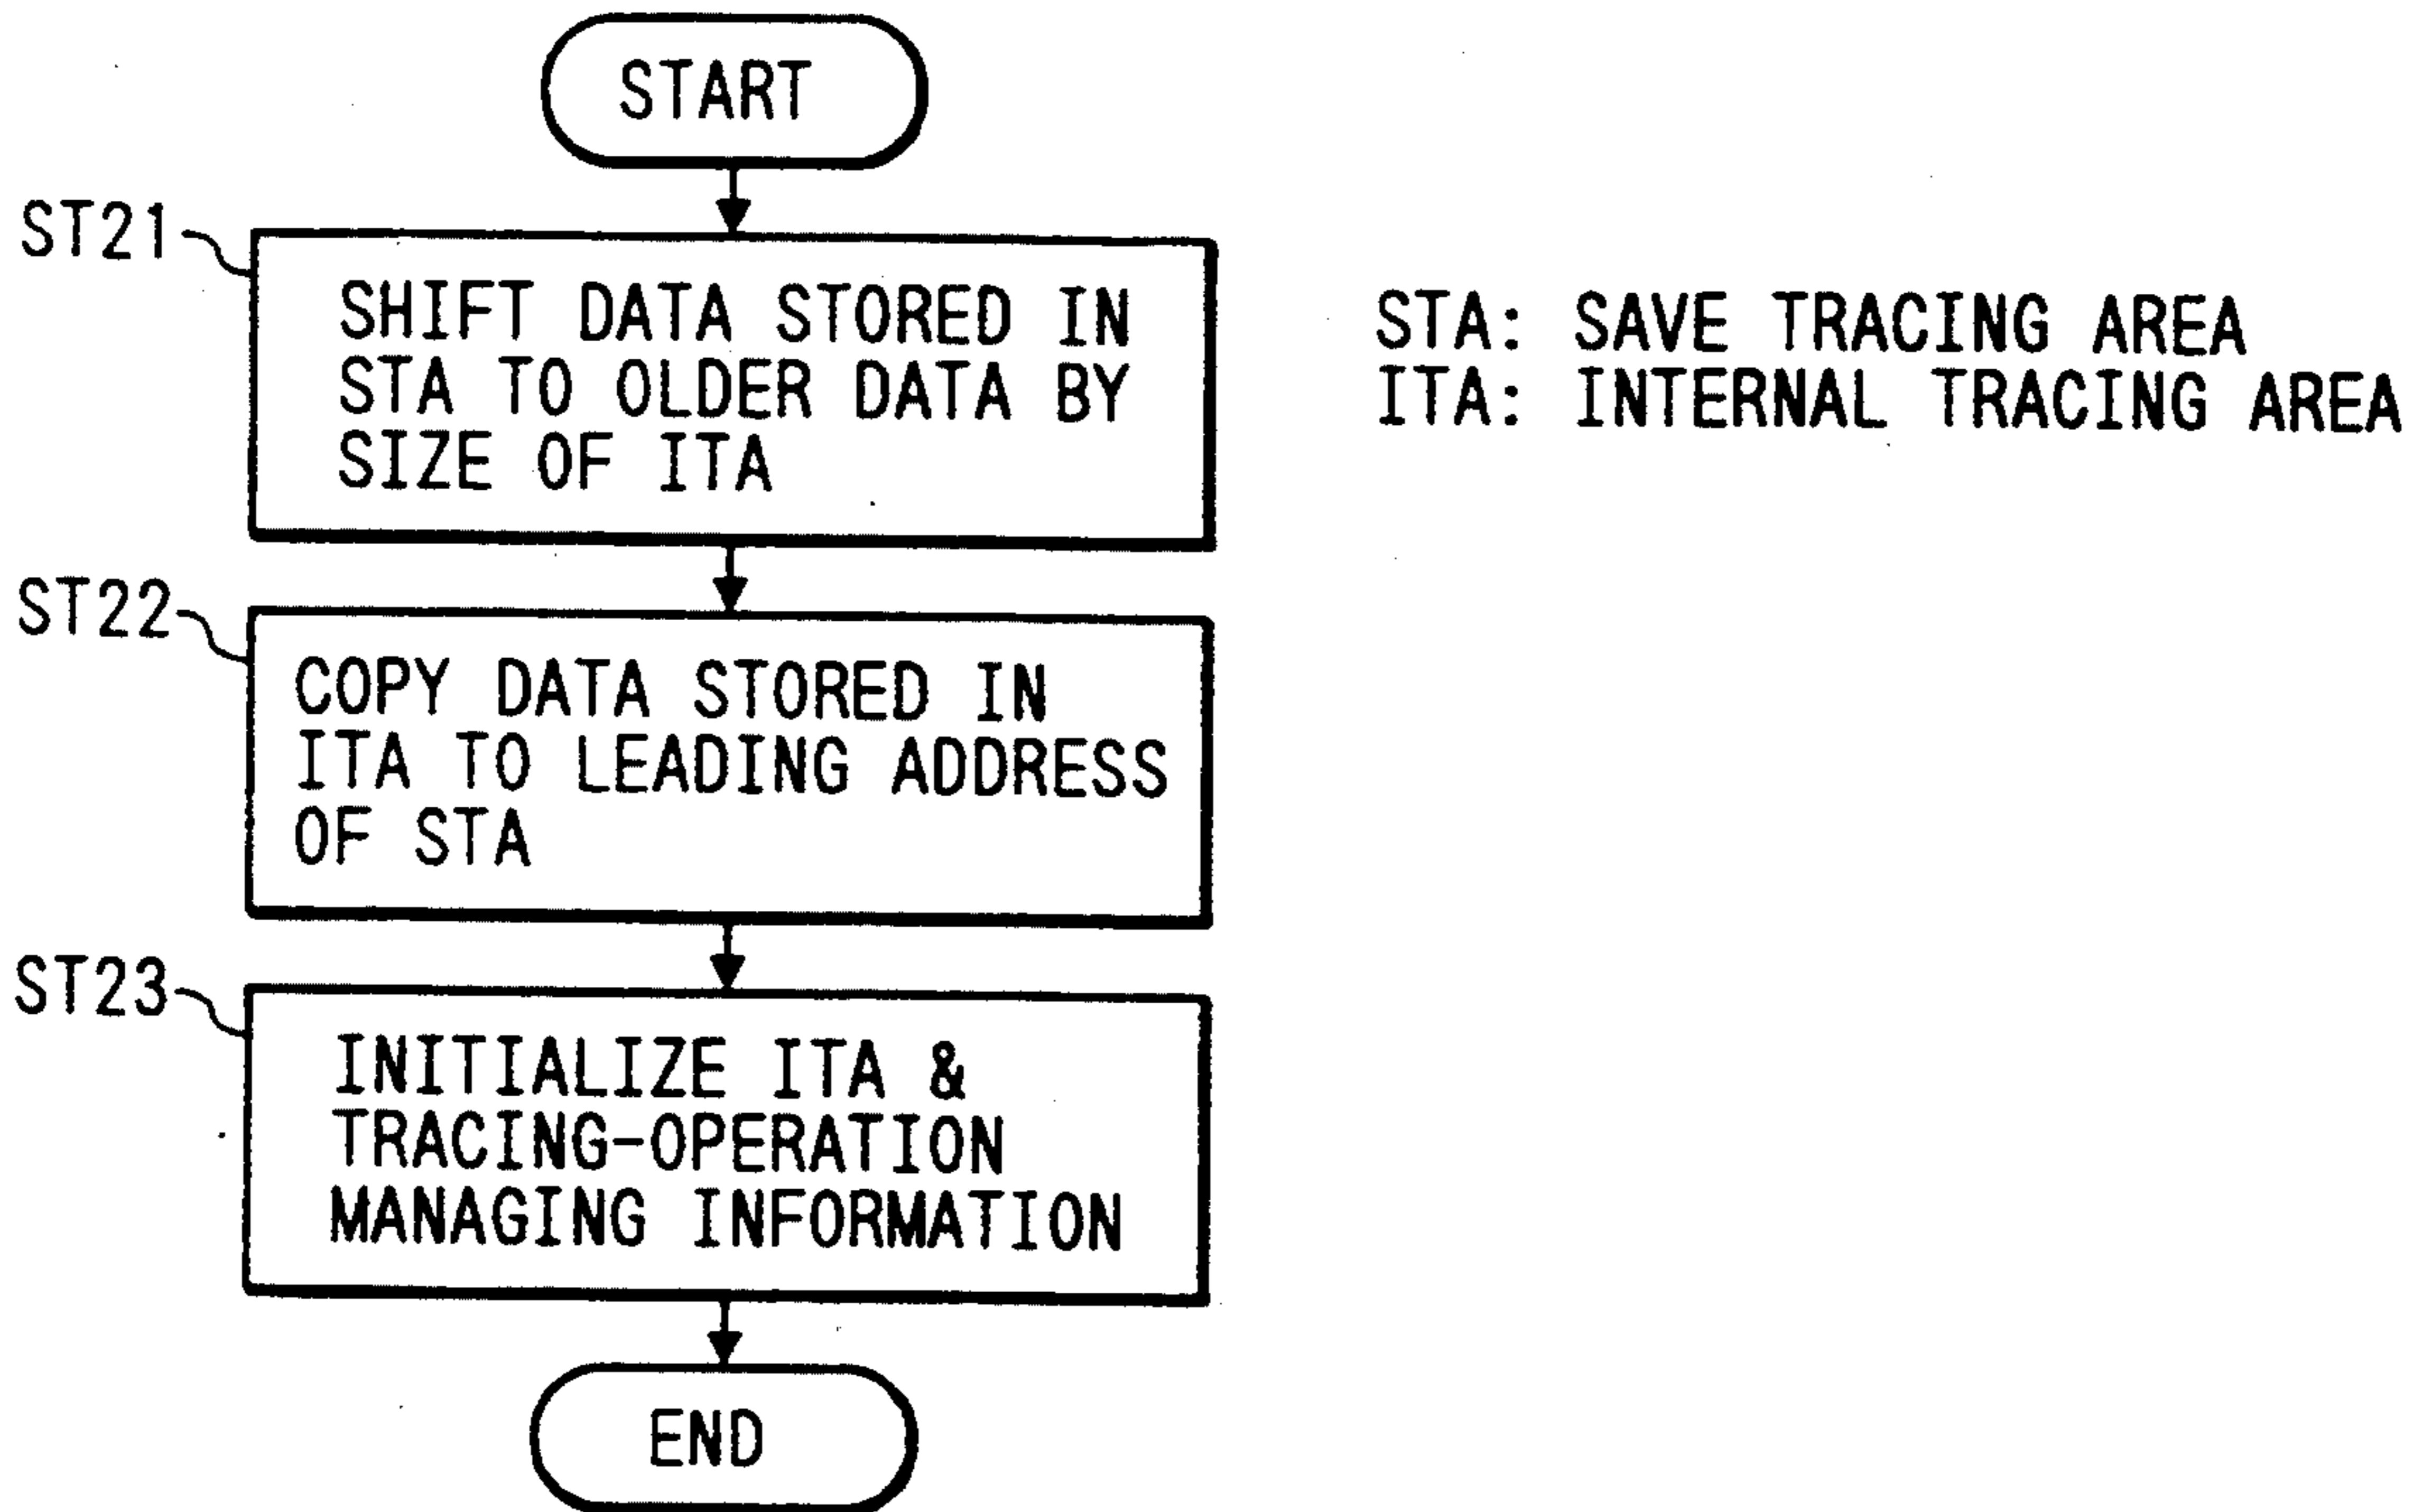 START
ST21
SHIFT DATA STORED IN
STA TO OLDER DATA BY
SIZE OF ITA
STA: SAVE TRACING AREA
ITA: INTERNAL TRACING AREA
ST22
COPY DATA STORED IN
ITA TO LEADING ADDRESS
OF STA
ST23
INITIALIZE ITA &
TRACING-OPERATION
MANAGING INFORMATION
END